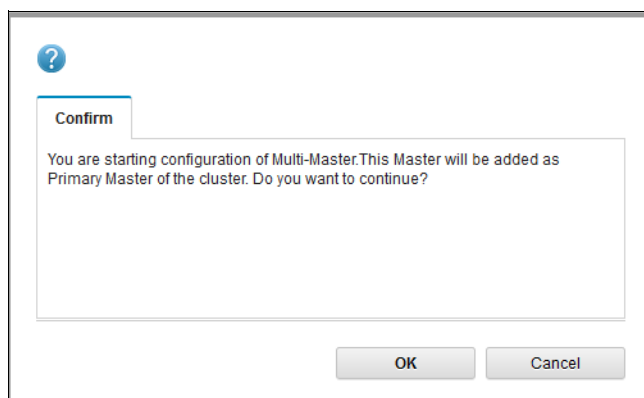 ?
Confirm
You are starting configuration of Multi-Master.This Master will be added as
Primary Master of the cluster. Do you want to continue?
OK
Cancel